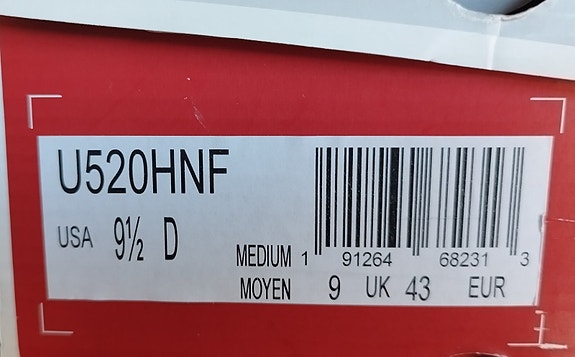 U520HNF
USA 9½ D
MEDIUM 1 91264 68231 3
MOYEN 9 UK 43 EUR